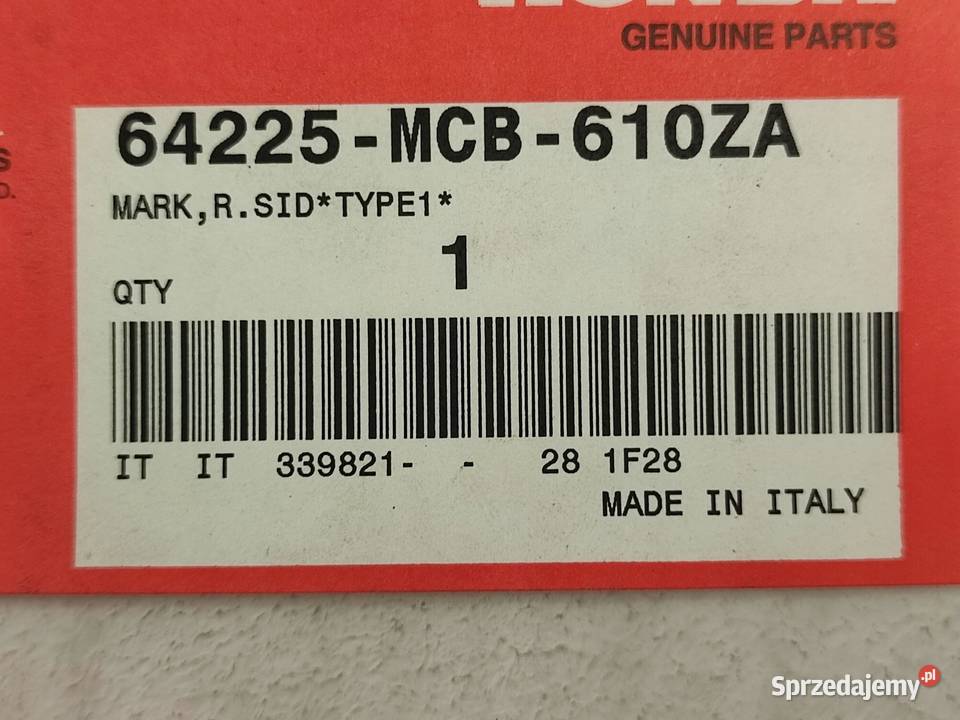 HONDA
GENUINE PARTS
64225-MCB-610ZA
MARK,R.SID*TYPE1*
1
QTY
IT IT 339821- - 28 1F28
MADE IN ITALY
Sprzedajemy.pl